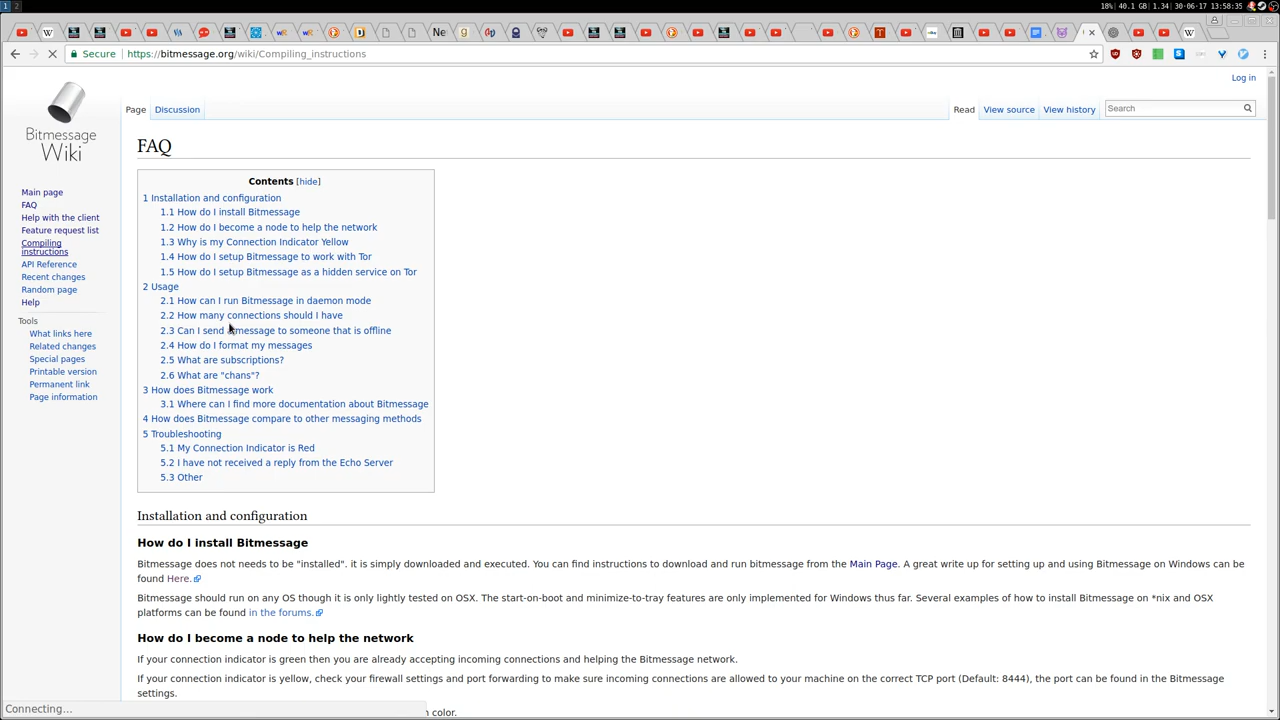 1 2
18%| 40.1 GB| 1.34| 30-06-17 13:58:35
Secure https://bitmessage.org/wiki/Compiling_instructions
Log in
Bitmessage
Wiki
Page Discussion Read View source View history Search
FAQ
Main page
FAQ
Help with the client
Feature request list
Compiling
instructions
API Reference
Recent changes
Random page
Help
Tools
What links here
Related changes
Special pages
Printable version
Permanent link
Page information
Contents [hide]
1 Installation and configuration
1.1 How do I install Bitmessage
1.2 How do I become a node to help the network
1.3 Why is my Connection Indicator Yellow
1.4 How do I setup Bitmessage to work with Tor
1.5 How do I setup Bitmessage as a hidden service on Tor
2 Usage
2.1 How can I run Bitmessage in daemon mode
2.2 How many connections should I have
2.3 Can I send a message to someone that is offline
2.4 How do I format my messages
2.5 What are subscriptions?
2.6 What are "chans"?
3 How does Bitmessage work
3.1 Where can I find more documentation about Bitmessage
4 How does Bitmessage compare to other messaging methods
5 Troubleshooting
5.1 My Connection Indicator is Red
5.2 I have not received a reply from the Echo Server
5.3 Other
Installation and configuration
How do I install Bitmessage
Bitmessage does not needs to be "installed". it is simply downloaded and executed. You can find instructions to download and run bitmessage from the Main Page. A great write up for setting up and using Bitmessage on Windows can be
found Here.
Bitmessage should run on any OS though it is only lightly tested on OSX. The start-on-boot and minimize-to-tray features are only implemented for Windows thus far. Several examples of how to install Bitmessage on *nix and OSX
platforms can be found in the forums.
How do I become a node to help the network
If your connection indicator is green then you are already accepting incoming connections and helping the Bitmessage network.
If your connection indicator is yellow, check your firewall settings and port forwarding to make sure incoming connections are allowed to your machine on the correct TCP port (Default: 8444), the port can be found in the Bitmessage
settings.
Connecting... n color.